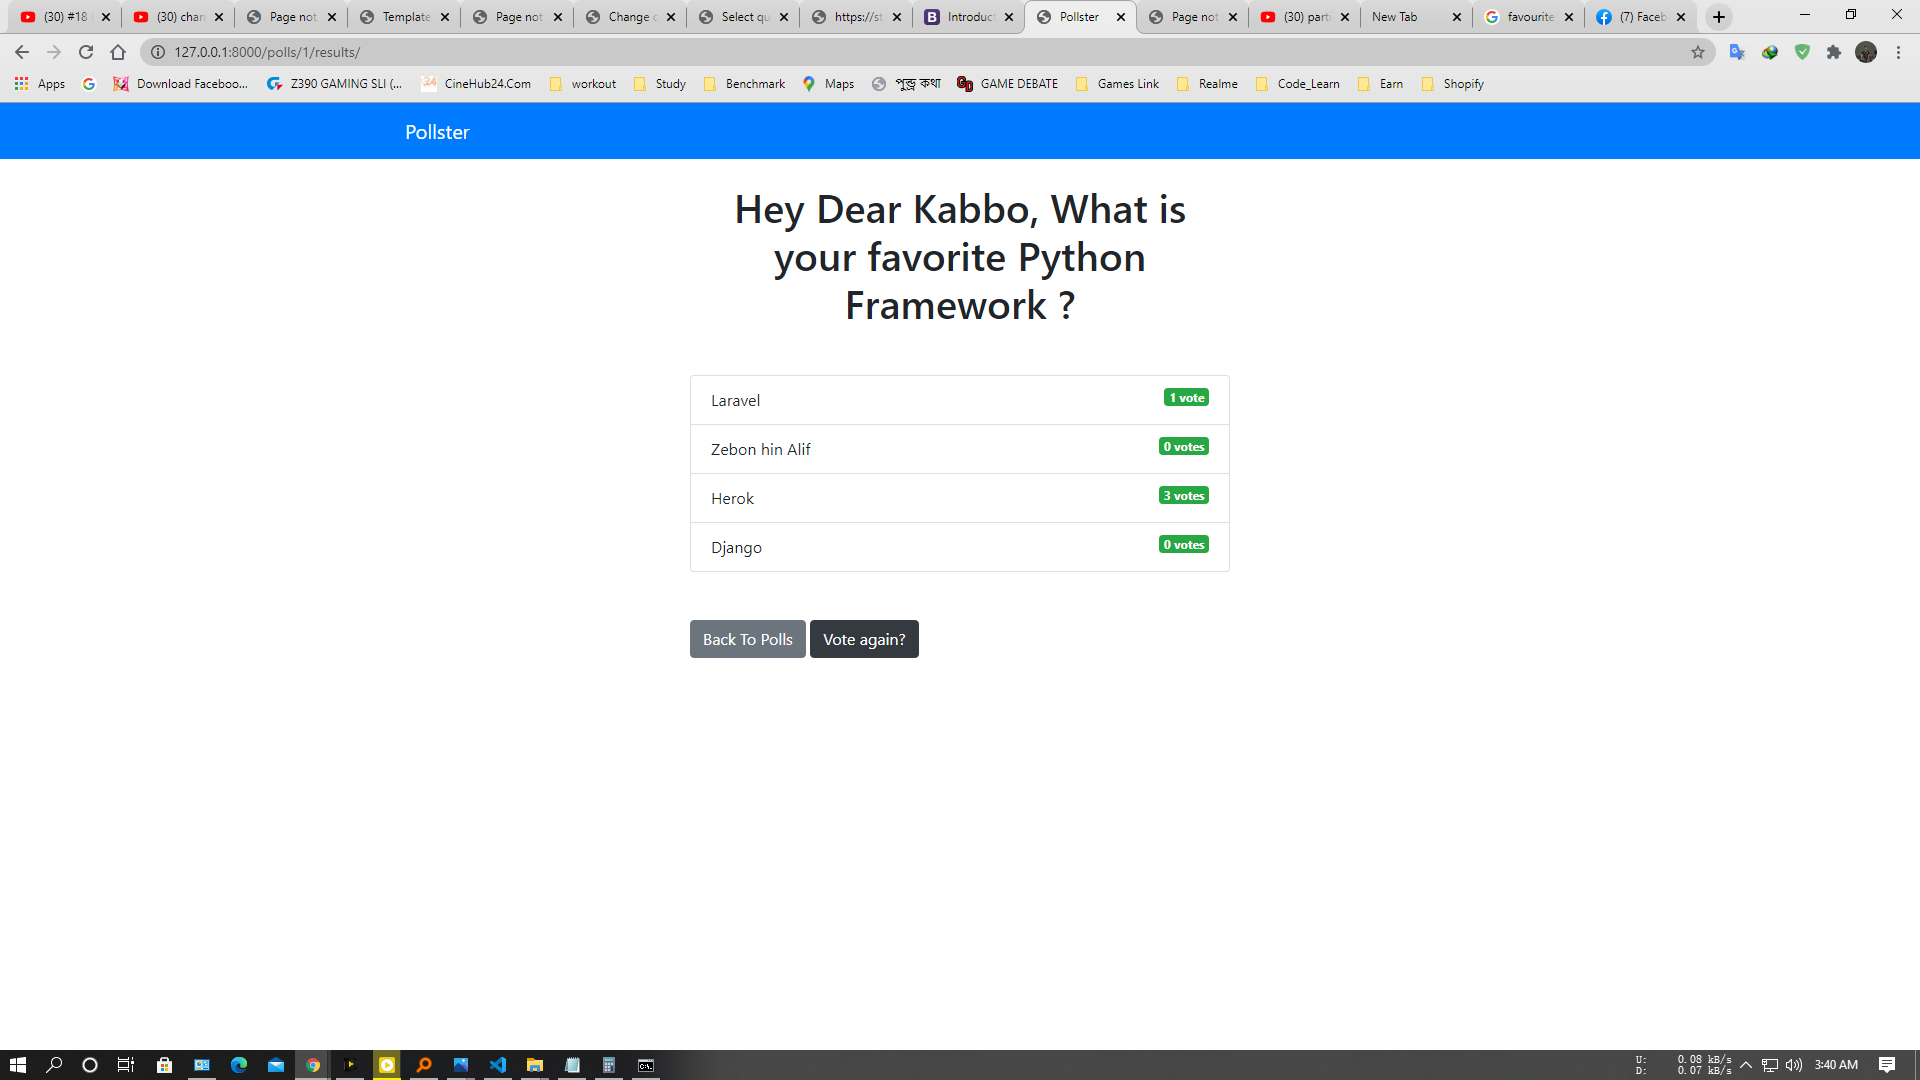 (30) #18
(30) chan
Page not
Template
Page not
Change c
Select qu
https://st
Introduct
Pollster
Page not
(30) parti
New Tab
favourite
(7) Faceb
127.0.0.1:8000/polls/1/results/
Apps
Download Faceboo...
Z390 GAMING SLI (...
CineHub24.Com
workout
Study
Benchmark
Maps
পুন্ড্র কথা
GAME DEBATE
Games Link
Realme
Code_Learn
Earn
Shopify
Pollster
Hey Dear Kabbo, What is
your favorite Python
Framework ?
Laravel 1 vote
Zebon hin Alif 0 votes
Herok 3 votes
Django 0 votes
Back To Polls Vote again?
U: 0.08 kB/s
D: 0.07 kB/s
3:40 AM